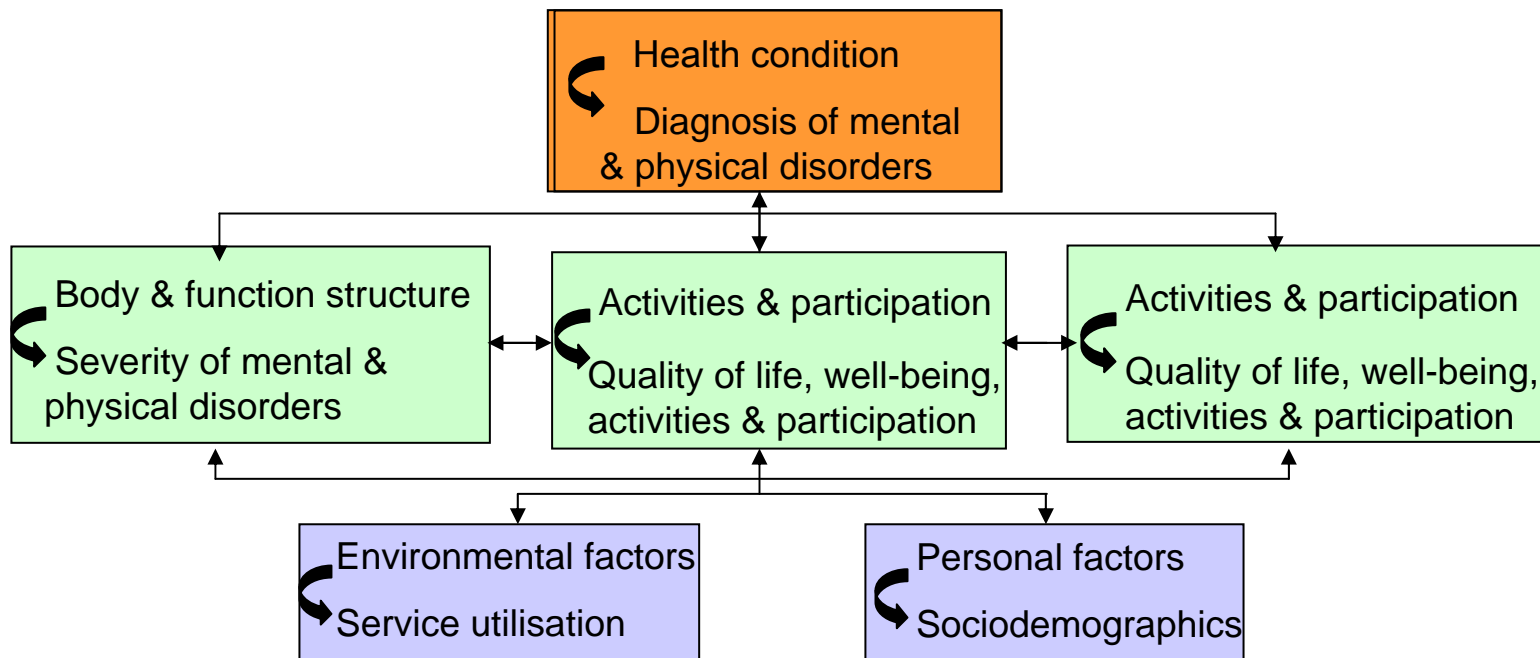 Health condition
Diagnosis of mental
& physical disorders
Body & function structure
Severity of mental &
physical disorders
Activities & participation
Quality of life, well-being,
activities & participation
Activities & participation
Quality of life, well-being,
activities & participation
Environmental factors
Service utilisation
Personal factors
Sociodemographics